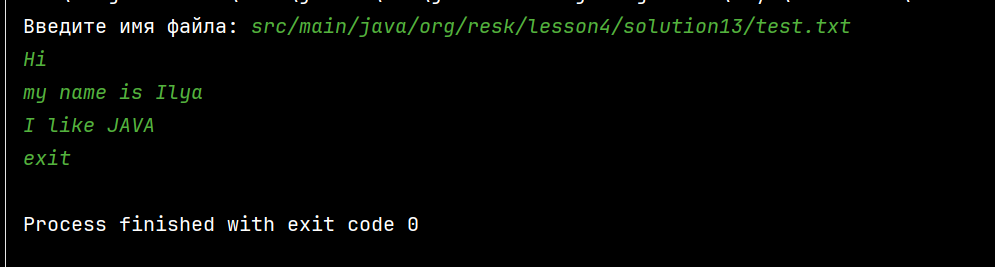 Введите имя файла: src/main/java/org/resk/lesson4/solution13/test.txt
Hi
my name is Ilya
I like JAVA
exit
Process finished with exit code 0